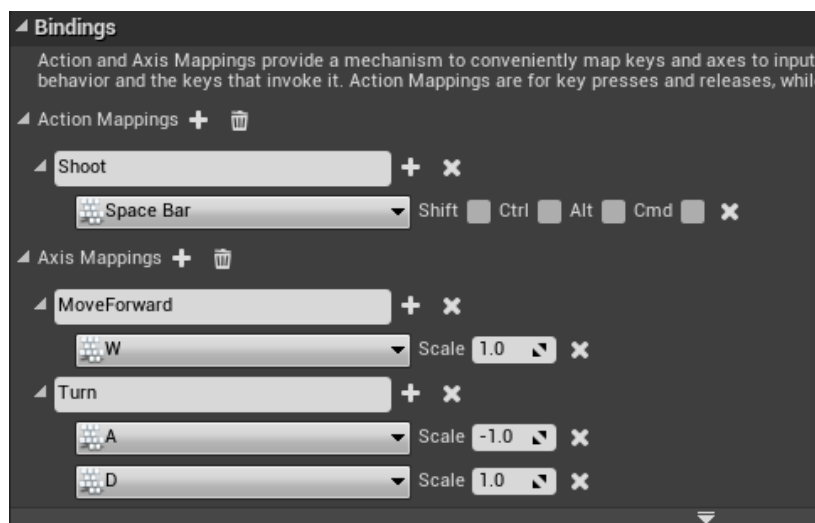 Bindings
Action and Axis Mappings provide a mechanism to conveniently map keys and axes to input
behavior and the keys that invoke it. Action Mappings are for key presses and releases, whil
Action Mappings
Shoot
Space Bar Shift Ctrl Alt Cmd
Axis Mappings
MoveForward
W Scale 1.0
Turn
A Scale -1.0
D Scale 1.0